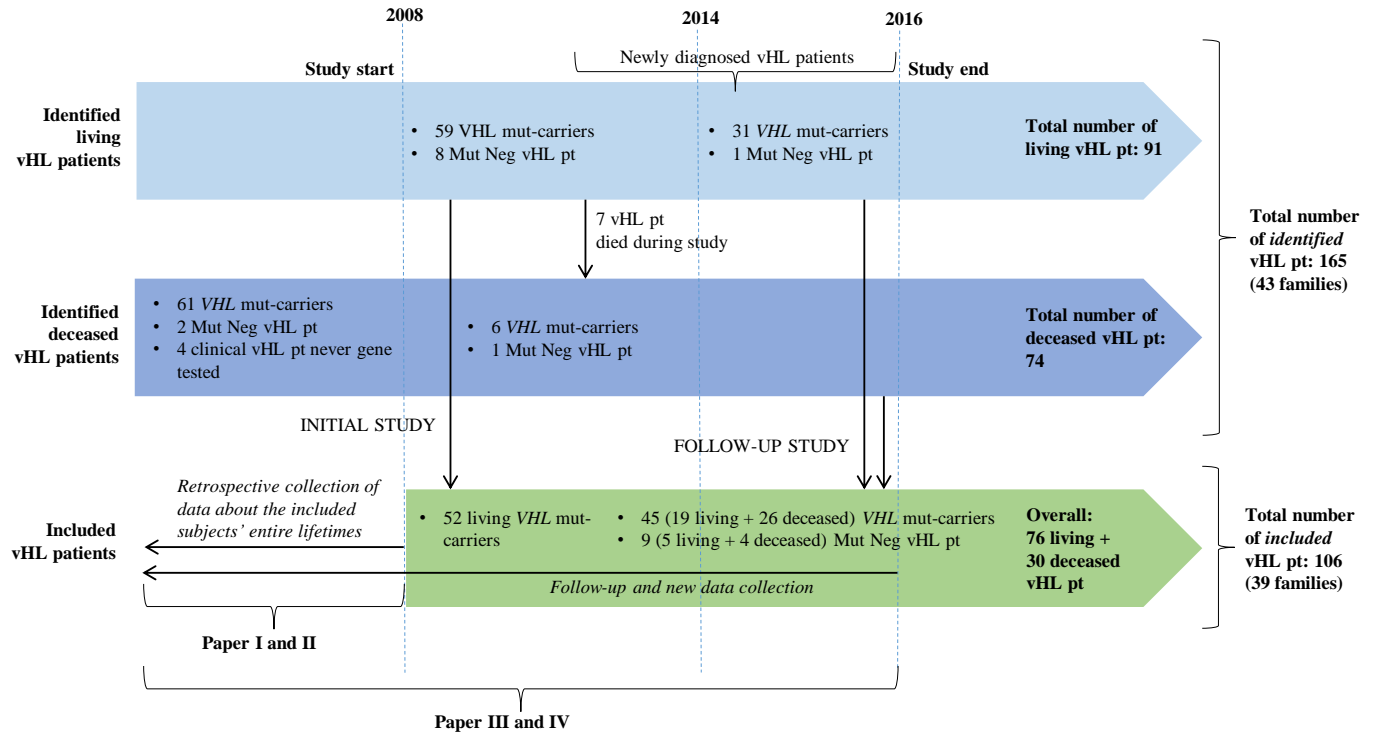 2008
2014
2016
Newly diagnosed vHL patients
Study start
Study end
Identified
living
vHL patients
• 59 VHL mut-carriers
• 8 Mut Neg vHL pt
• 31 VHL mut-carriers
• 1 Mut Neg vHL pt
Total number of
living vHL pt: 91
7 vHL pt
died during study
Total number
of identified
vHL pt: 165
(43 families)
Identified
deceased
vHL patients
• 61 VHL mut-carriers
• 2 Mut Neg vHL pt
• 4 clinical vHL pt never gene
tested
• 6 VHL mut-carriers
• 1 Mut Neg vHL pt
Total number of
deceased vHL pt:
74
INITIAL STUDY
FOLLOW-UP STUDY
Included
vHL patients
Retrospective collection of
data about the included
subjects’ entire lifetimes
• 52 living VHL mut-
carriers
• 45 (19 living + 26 deceased) VHL mut-carriers
• 9 (5 living + 4 deceased) Mut Neg vHL pt
Overall:
76 living +
30 deceased
vHL pt
Total number
of included
vHL pt: 106
(39 families)
Follow-up and new data collection
Paper I and II
Paper III and IV